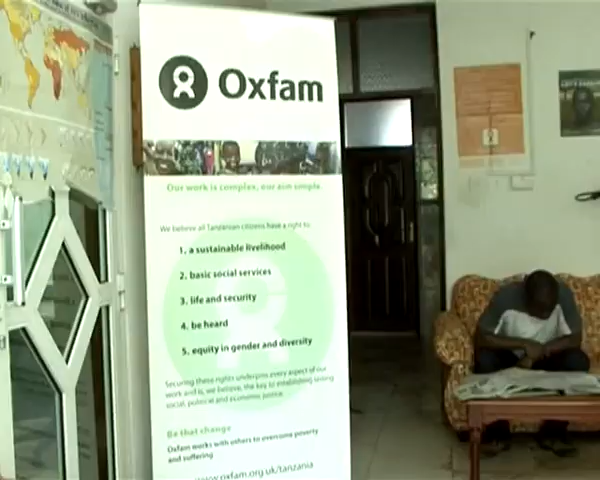 Oxfam
Our work is complex, our aim simple
We believe all Tanzanian citizens have a right to:
1. a sustainable livelihood
2. basic social services
3. life and security
4. be heard
5. equity in gender and diversity
Securing these rights underpins every aspect of our
work and is, we believe, the key to establishing strong
social, political and economic justice.
Be that change
Oxfam works with others to overcome poverty
and suffering
www.oxfam.org.uk/tanzania